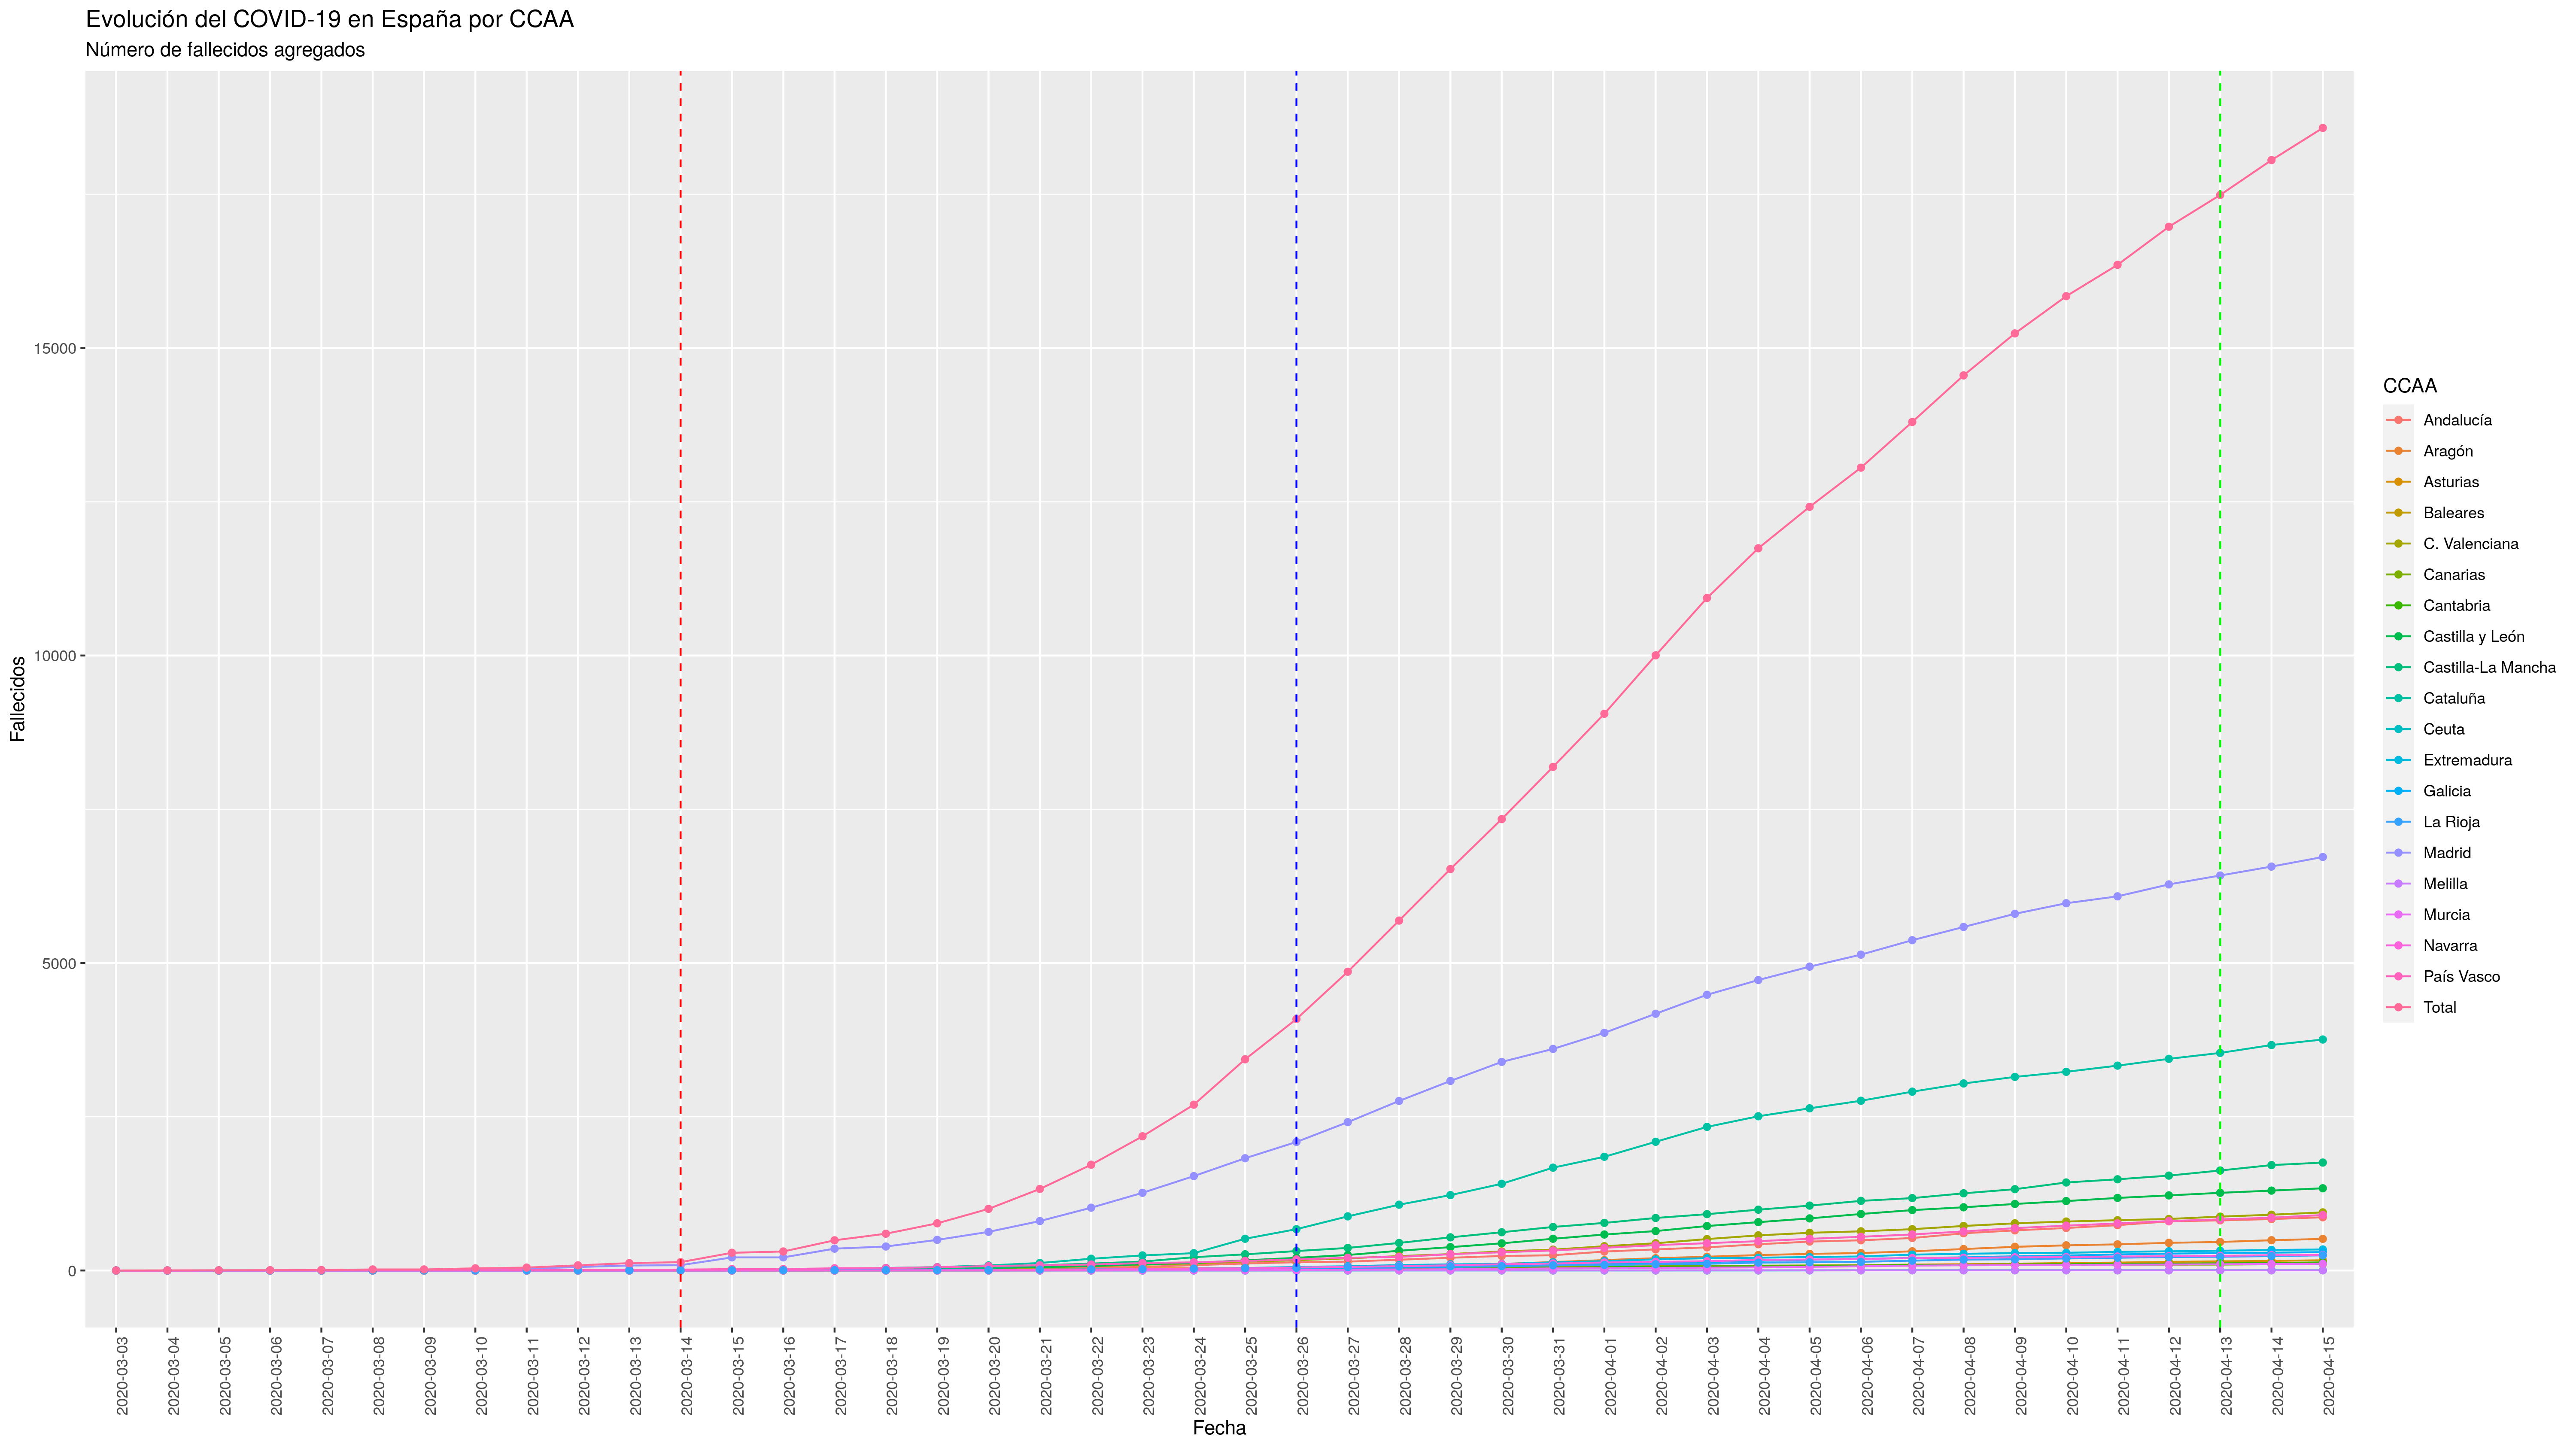 Evolución del COVID-19 en España por CCAA
Número de fallecidos agregados
Fallecidos
15000
10000
5000
0
2020-03-03
2020-03-04
2020-03-05
2020-03-06
2020-03-07
2020-03-08
2020-03-09
2020-03-10
2020-03-11
2020-03-12
2020-03-13
2020-03-14
2020-03-15
2020-03-16
2020-03-17
2020-03-18
2020-03-19
2020-03-20
2020-03-21
2020-03-22
2020-03-23
2020-03-24
2020-03-25
2020-03-26
2020-03-27
2020-03-28
2020-03-29
2020-03-30
2020-03-31
2020-04-01
2020-04-02
2020-04-03
2020-04-04
2020-04-05
2020-04-06
2020-04-07
2020-04-08
2020-04-09
2020-04-10
2020-04-11
2020-04-12
2020-04-13
2020-04-14
2020-04-15
Fecha
CCAA
Andalucía
Aragón
Asturias
Baleares
C. Valenciana
Canarias
Cantabria
Castilla y León
Castilla-La Mancha
Cataluña
Ceuta
Extremadura
Galicia
La Rioja
Madrid
Melilla
Murcia
Navarra
País Vasco
Total